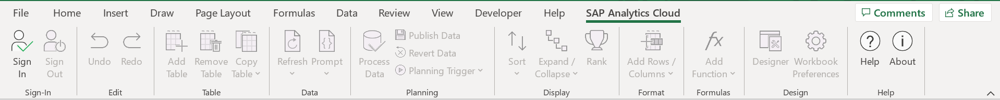 File Home Insert Draw Page Layout Formulas Data Review View Developer Help SAP Analytics Cloud Comments Share
Sign In
Sign Out
Undo
Redo
Add Table
Remove Table
Copy Table
Refresh
Prompt
Process Data
Publish Data
Revert Data
Planning Trigger
Sort
Expand / Collapse
Rank
Add Rows / Columns
Add Function
Designer
Workbook Preferences
Help
About
Sign-In Edit Table Data Planning Display Format Formulas Design Help